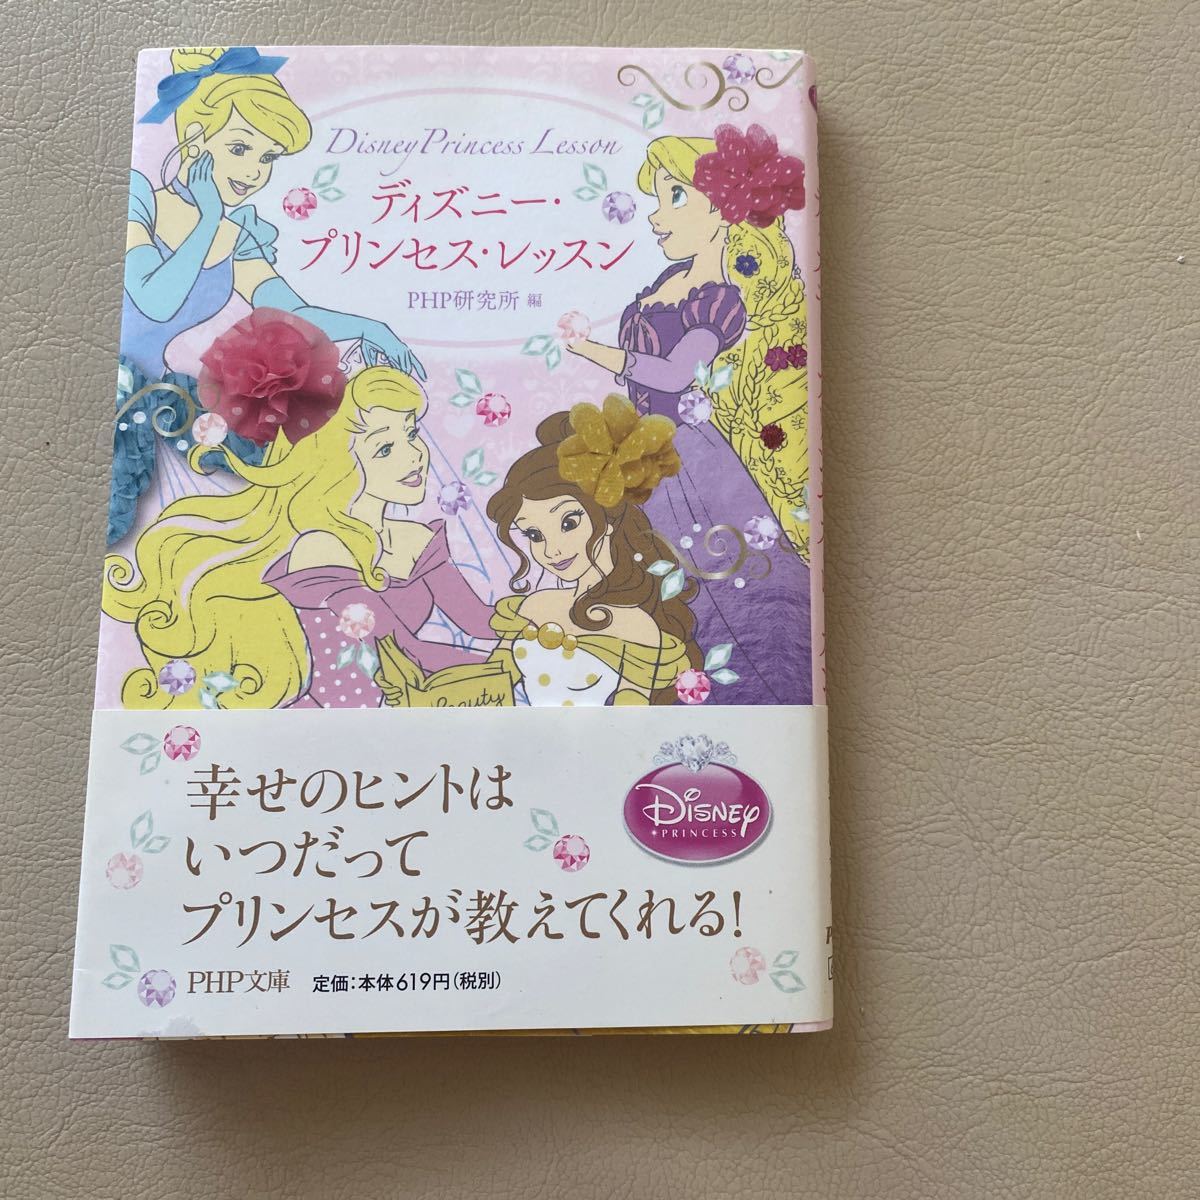 Disney Princess Lesson
ディズニー・
プリンセス・レッスン
PHP研究所 編
Beauty
幸せのヒントは
いつだって
プリンセスが教えてくれる!
DISNEY
PRINCESS
PHP文庫 定価:本体619円(税別)